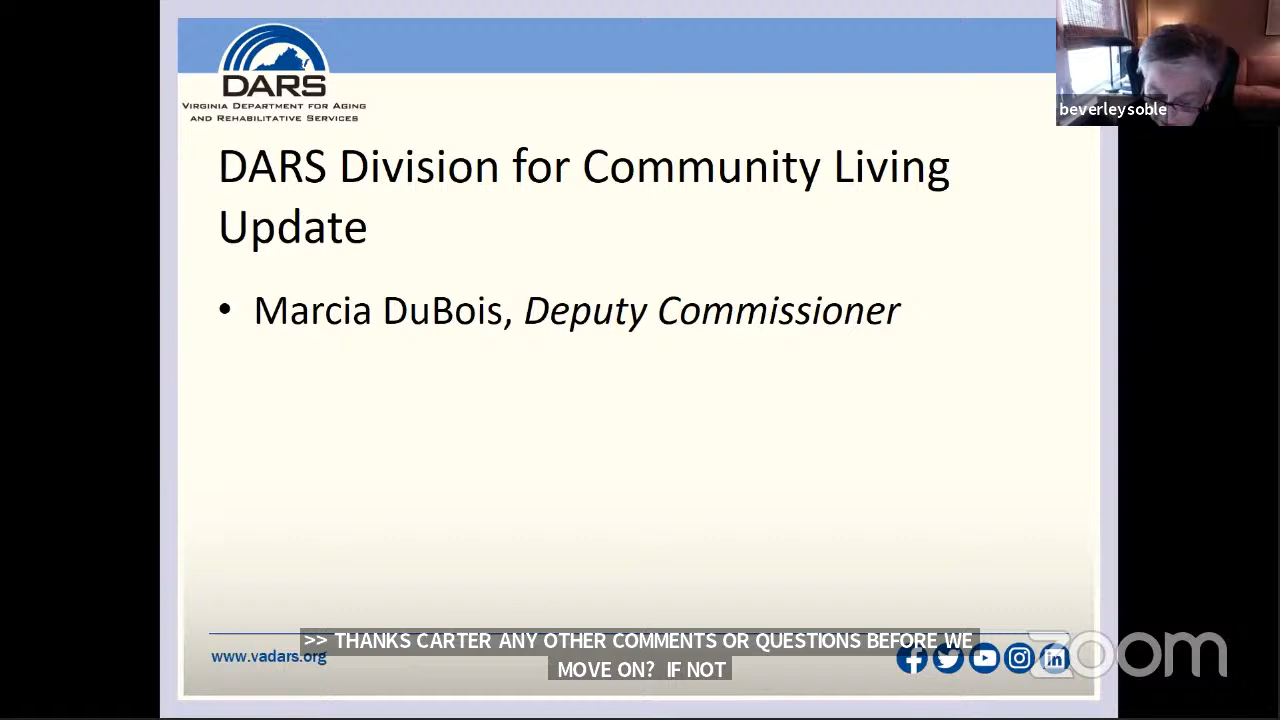 DARS
VIRGINIA DEPARTMENT FOR AGING
AND REHABILITATIVE SERVICES
beverleysoble
DARS Division for Community Living
Update
• Marcia DuBois, Deputy Commissioner
>> THANKS CARTER ANY OTHER COMMENTS OR QUESTIONS BEFORE WE
MOVE ON? IF NOT
www.vadars.org
zoom